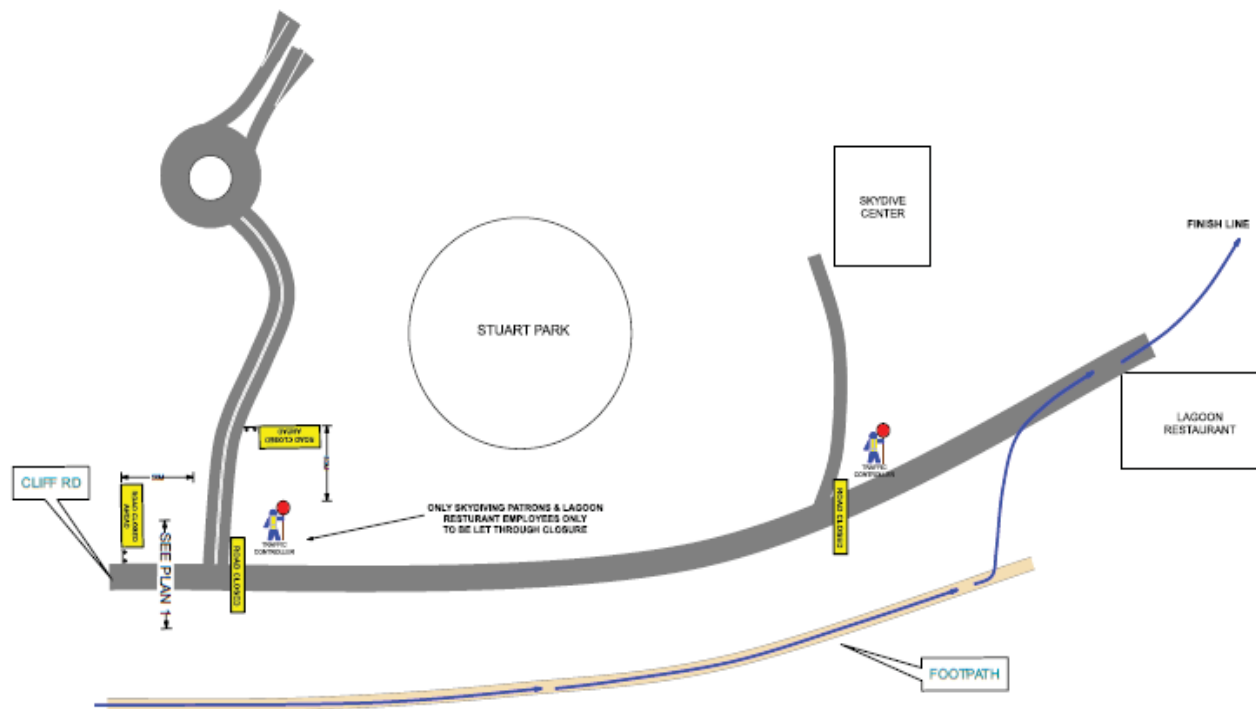 SKYDIVE
CENTER
FINISH LINE
STUART PARK
LAGOON
RESTAURANT
ROAD CLOSED
AHEAD
CLIFF RD
ROAD CLOSED
AHEAD
ONLY SKYDIVING PATRONS & LAGOON
RESTURANT EMPLOYEES ONLY
TO BE LET THROUGH CLOSURE
TRAFFIC
CONTROLLER
TRAFFIC
CONTROLLER
SEE PLAN 1
ROAD CLOSED
ROAD CLOSED
FOOTPATH